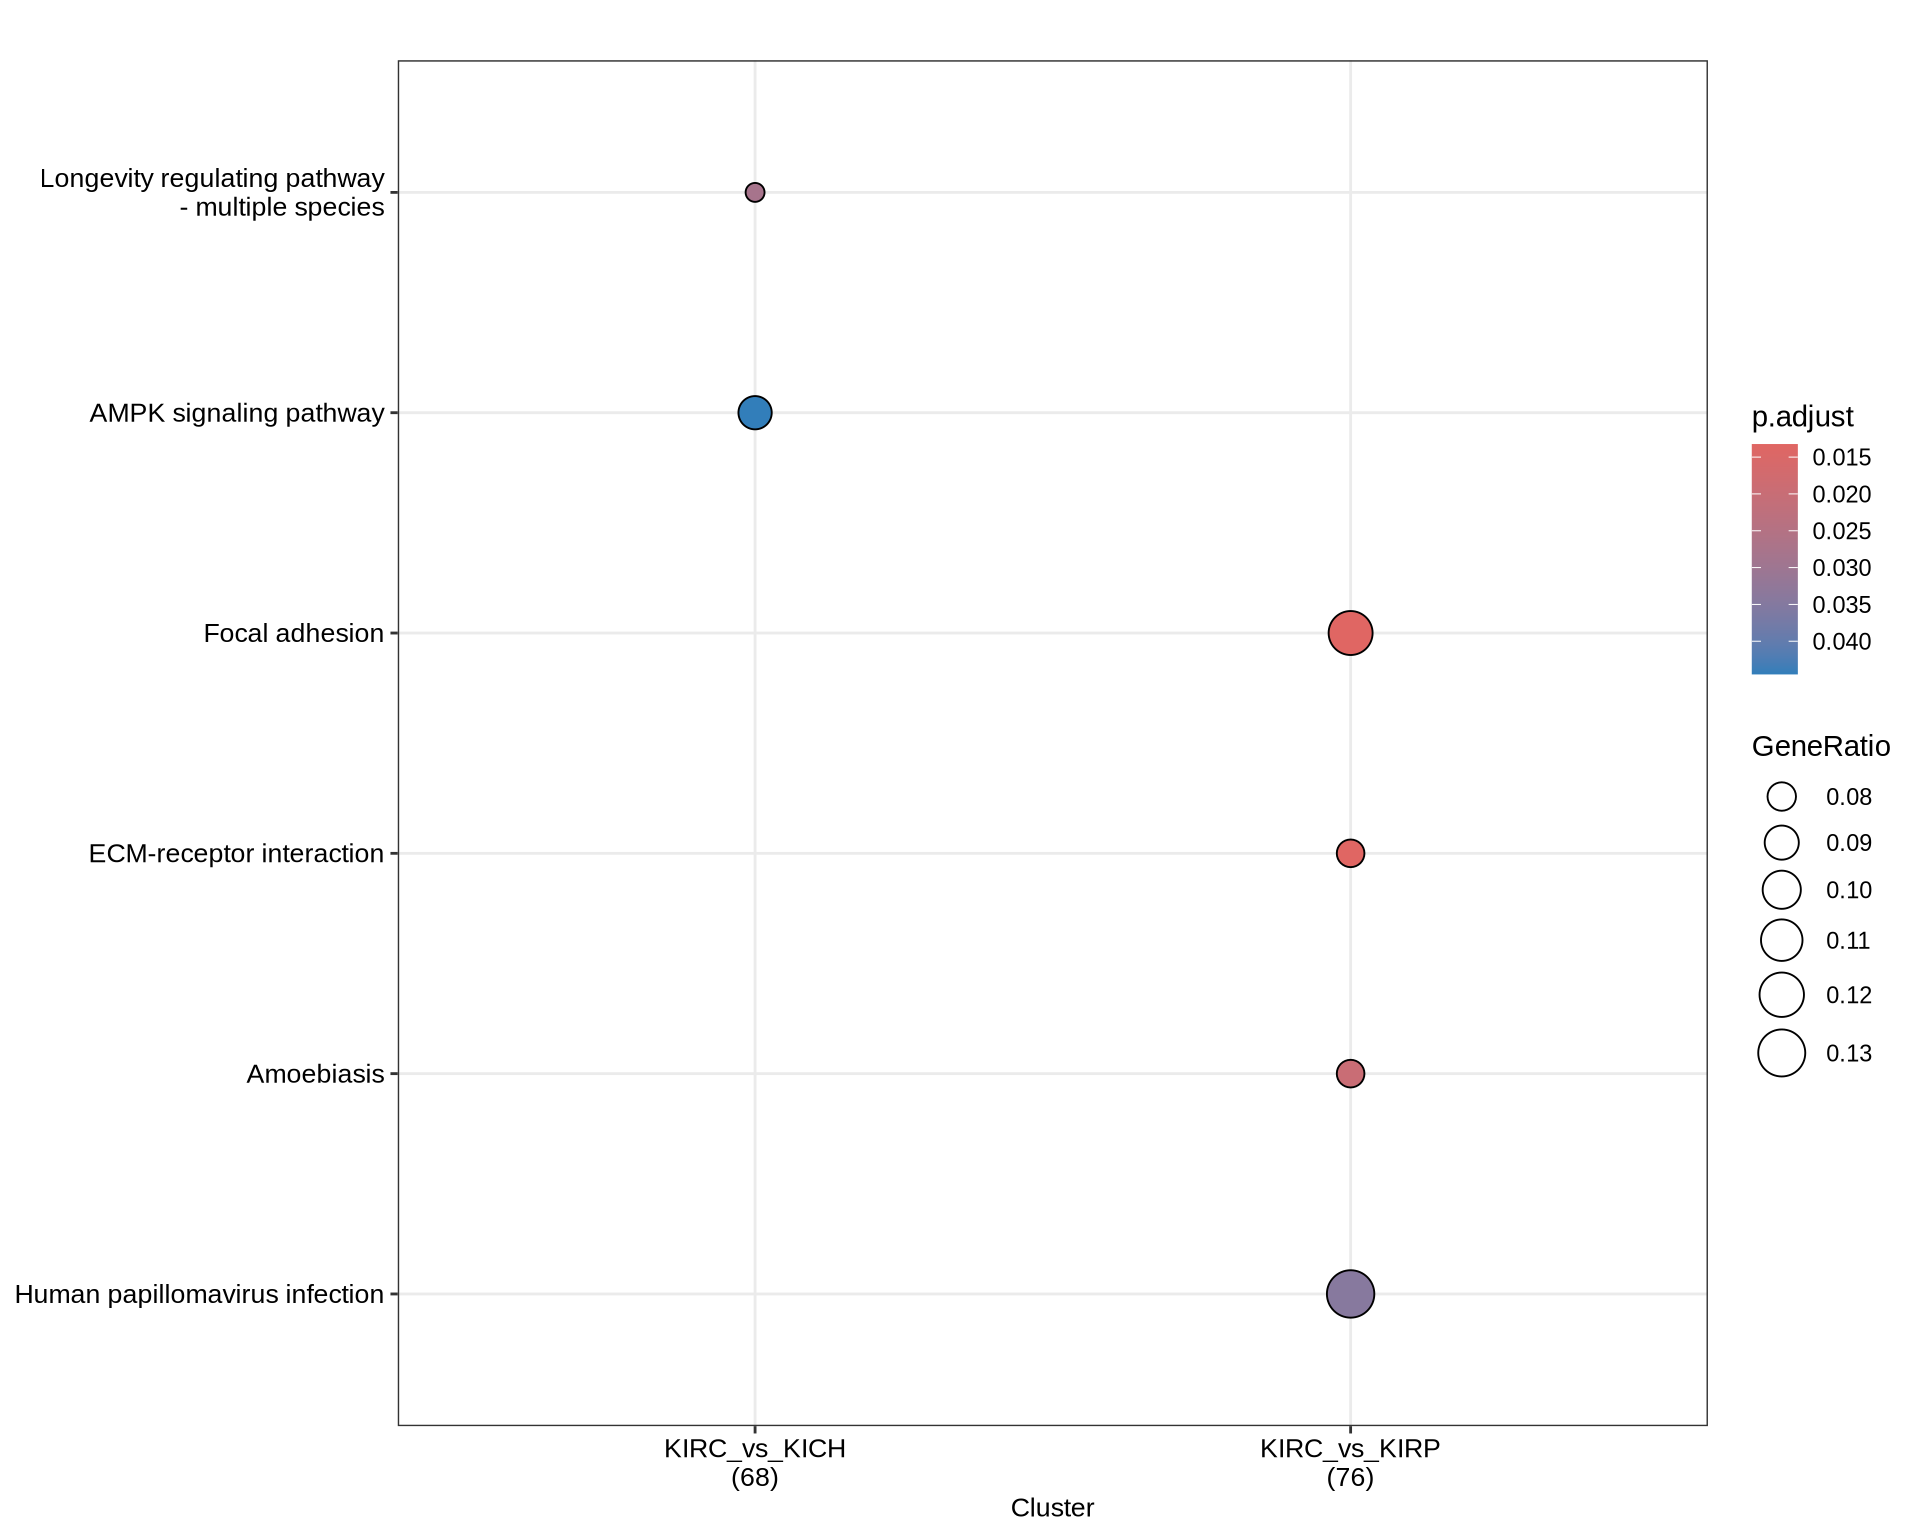 Longevity regulating pathway
- multiple species
AMPK signaling pathway
Focal adhesion
ECM-receptor interaction
Amoebiasis
Human papillomavirus infection
KIRC_vs_KICH
(68)
KIRC_vs_KIRP
(76)
Cluster
p.adjust
0.015
0.020
0.025
0.030
0.035
0.040
GeneRatio
0.08
0.09
0.10
0.11
0.12
0.13